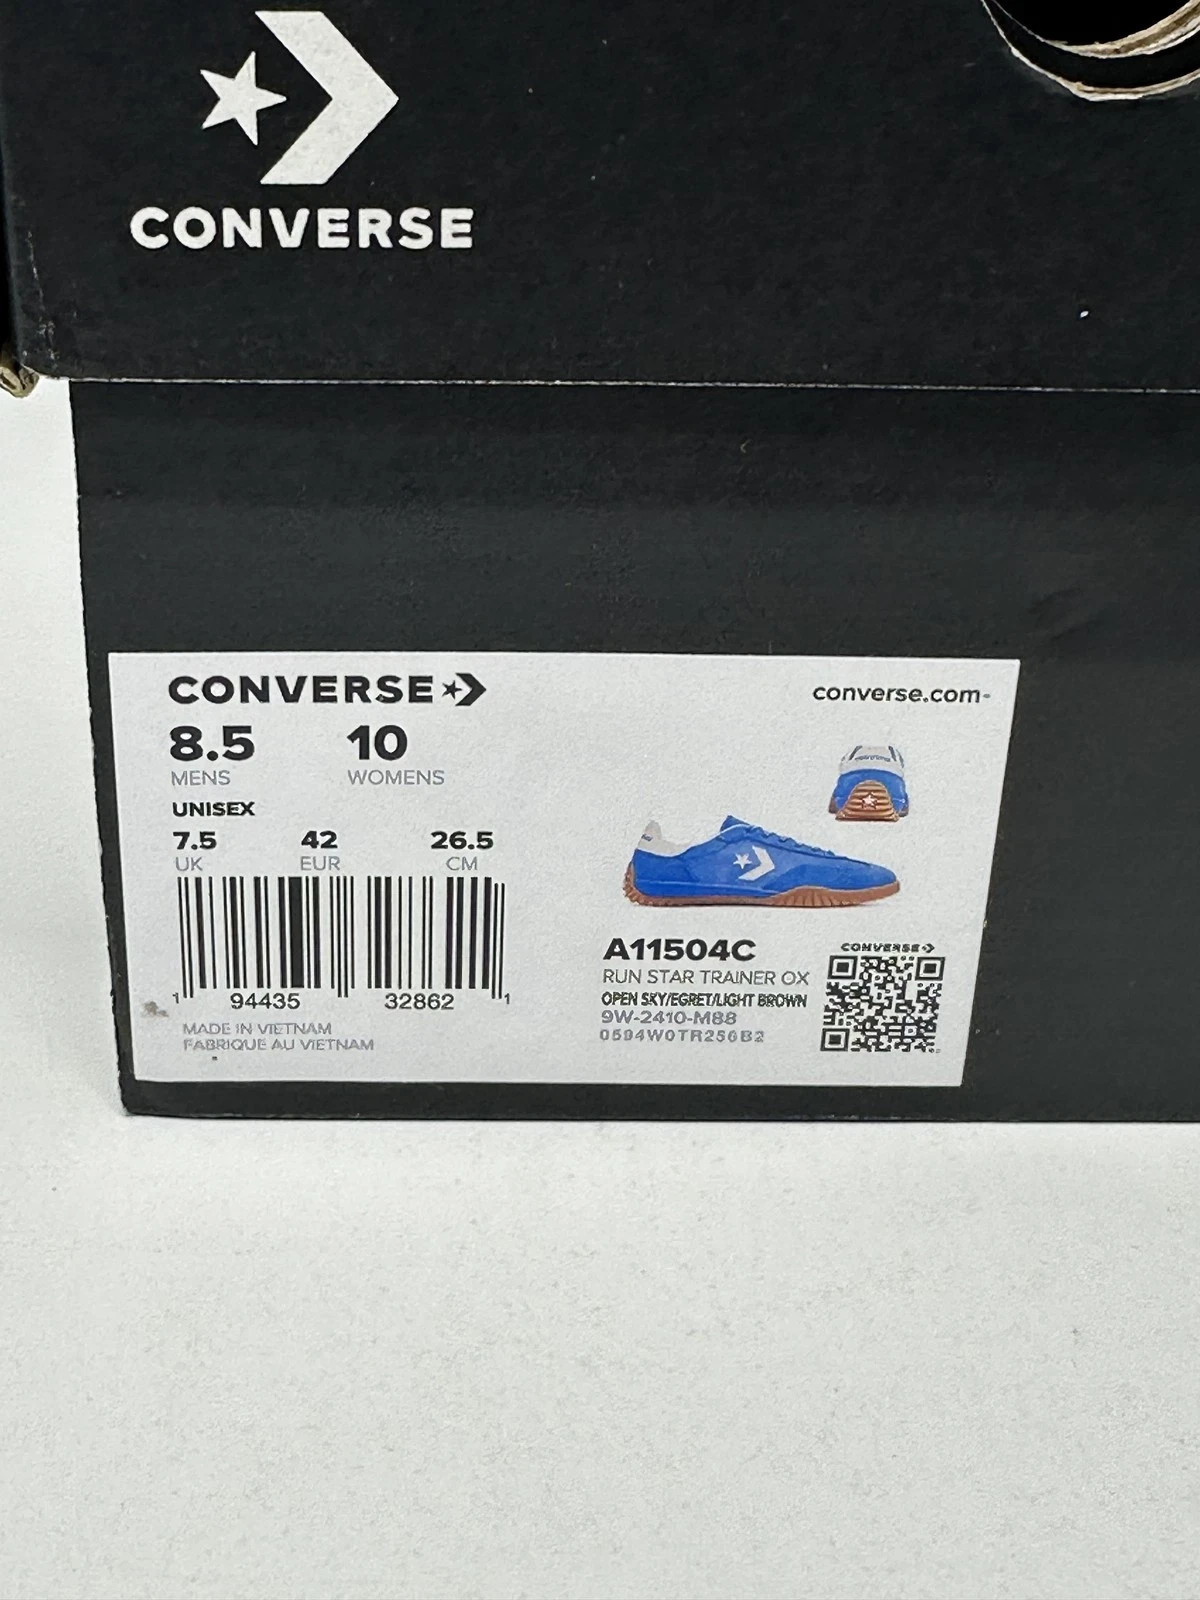 CONVERSE
CONVERSE
converse.com
8.5 10
MENS WOMENS
UNISEX
7.5 42 26.5
UK EUR CM
1 94435 32862 1
MADE IN VIETNAM
FABRIQUE AU VIETNAM
A11504C
RUN STAR TRAINER OX
OPEN SKY/EGRET/LIGHT BROWN
9W-2410-M88
0594W0TR256B2
CONVERSE